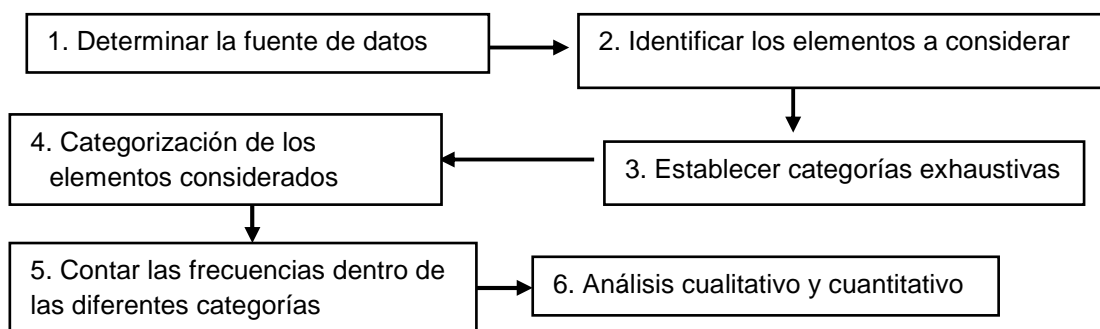 1. Determinar la fuente de datos
2. Identificar los elementos a considerar
3. Establecer categorías exhaustivas
4. Categorización de los
elementos considerados
5. Contar las frecuencias dentro de
las diferentes categorías
6. Análisis cualitativo y cuantitativo